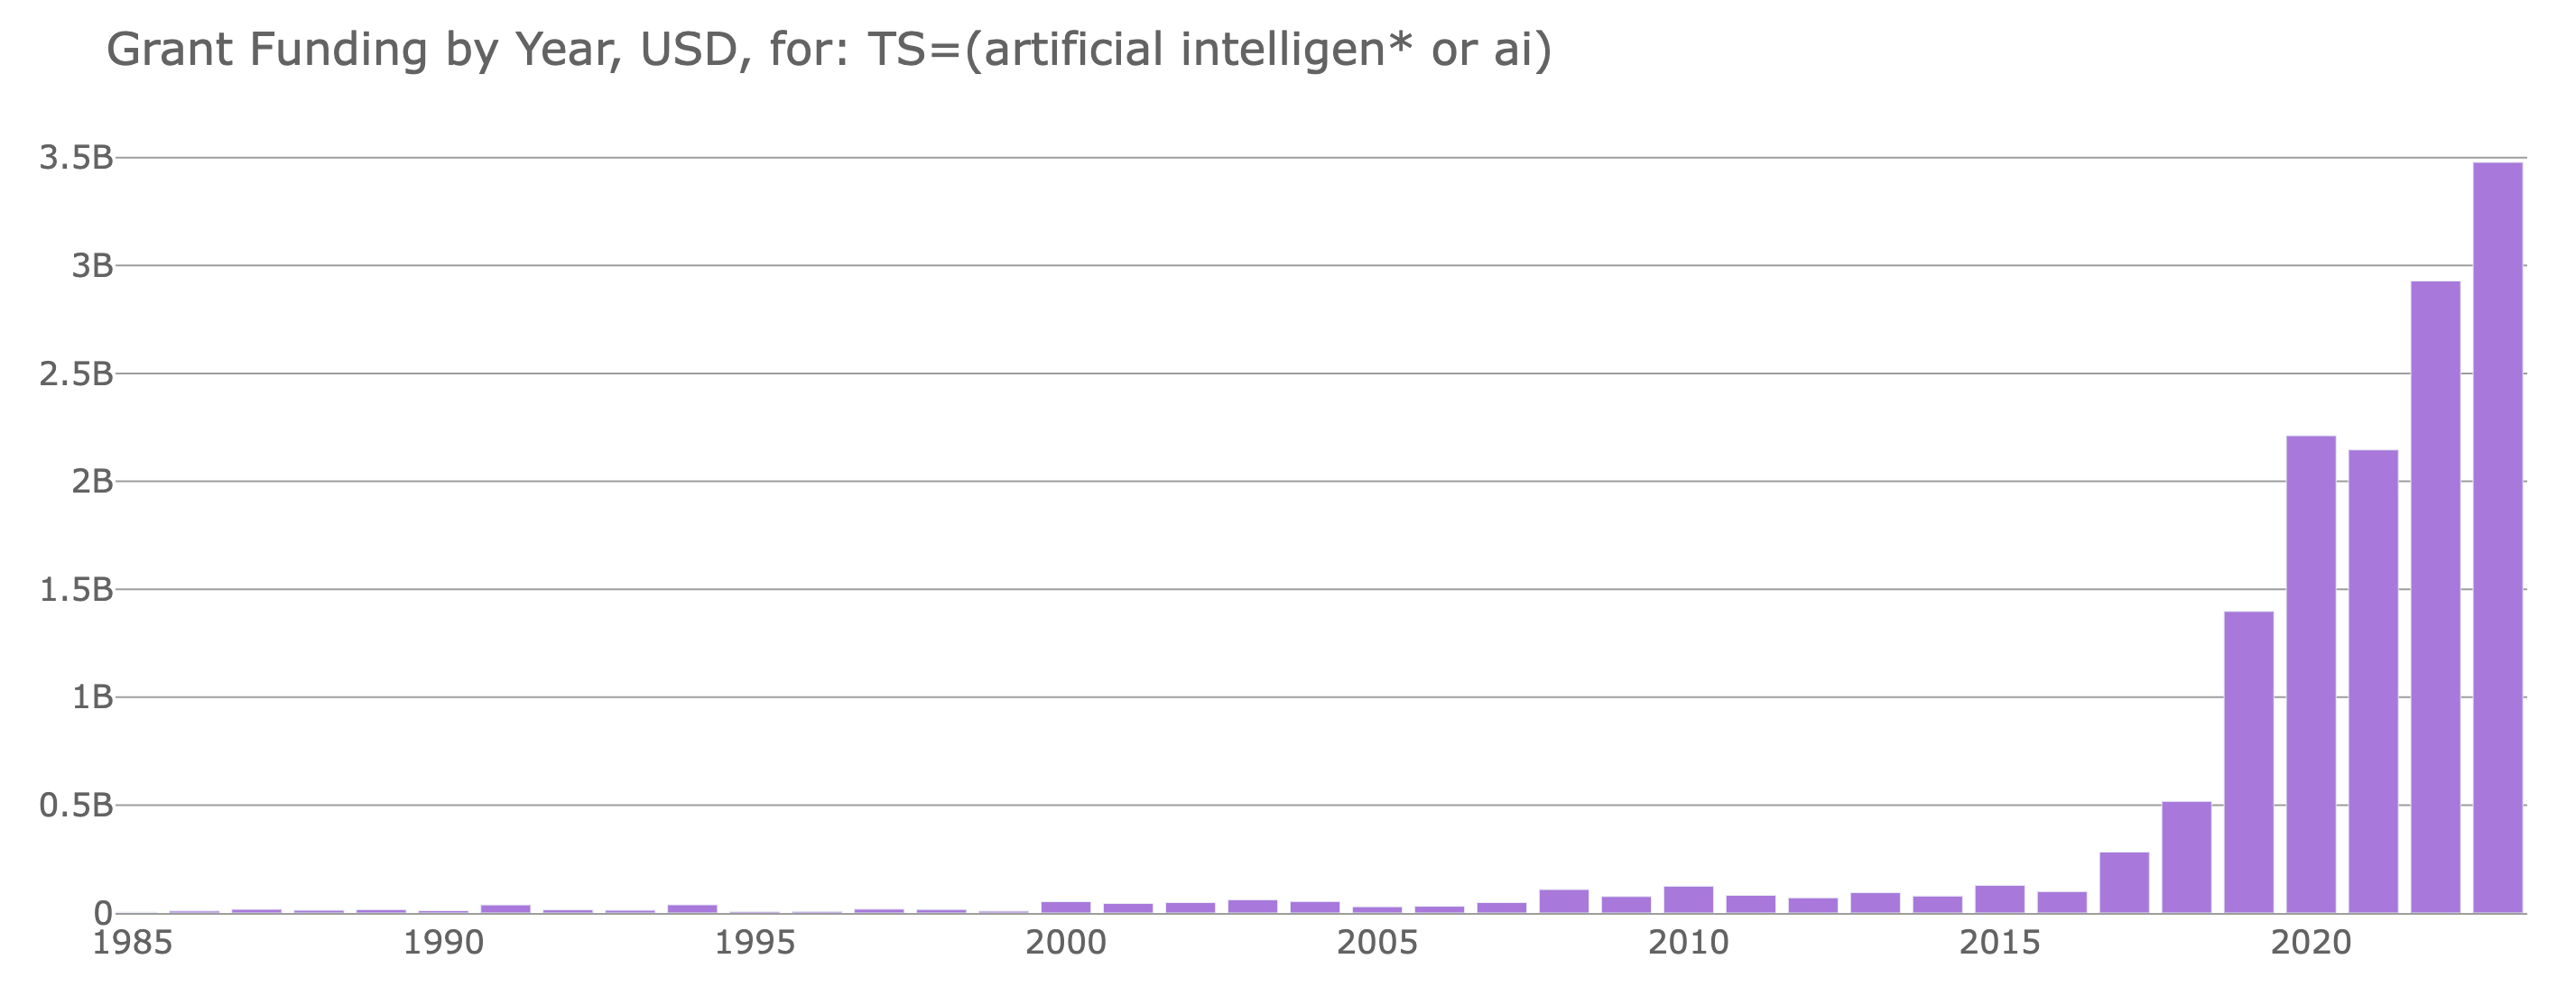 Grant Funding by Year, USD, for: TS=(artificial intelligen* or ai)
3.5B
3B
2.5B
2B
1.5B
1B
0.5B
0
1985 1990 1995 2000 2005 2010 2015 2020